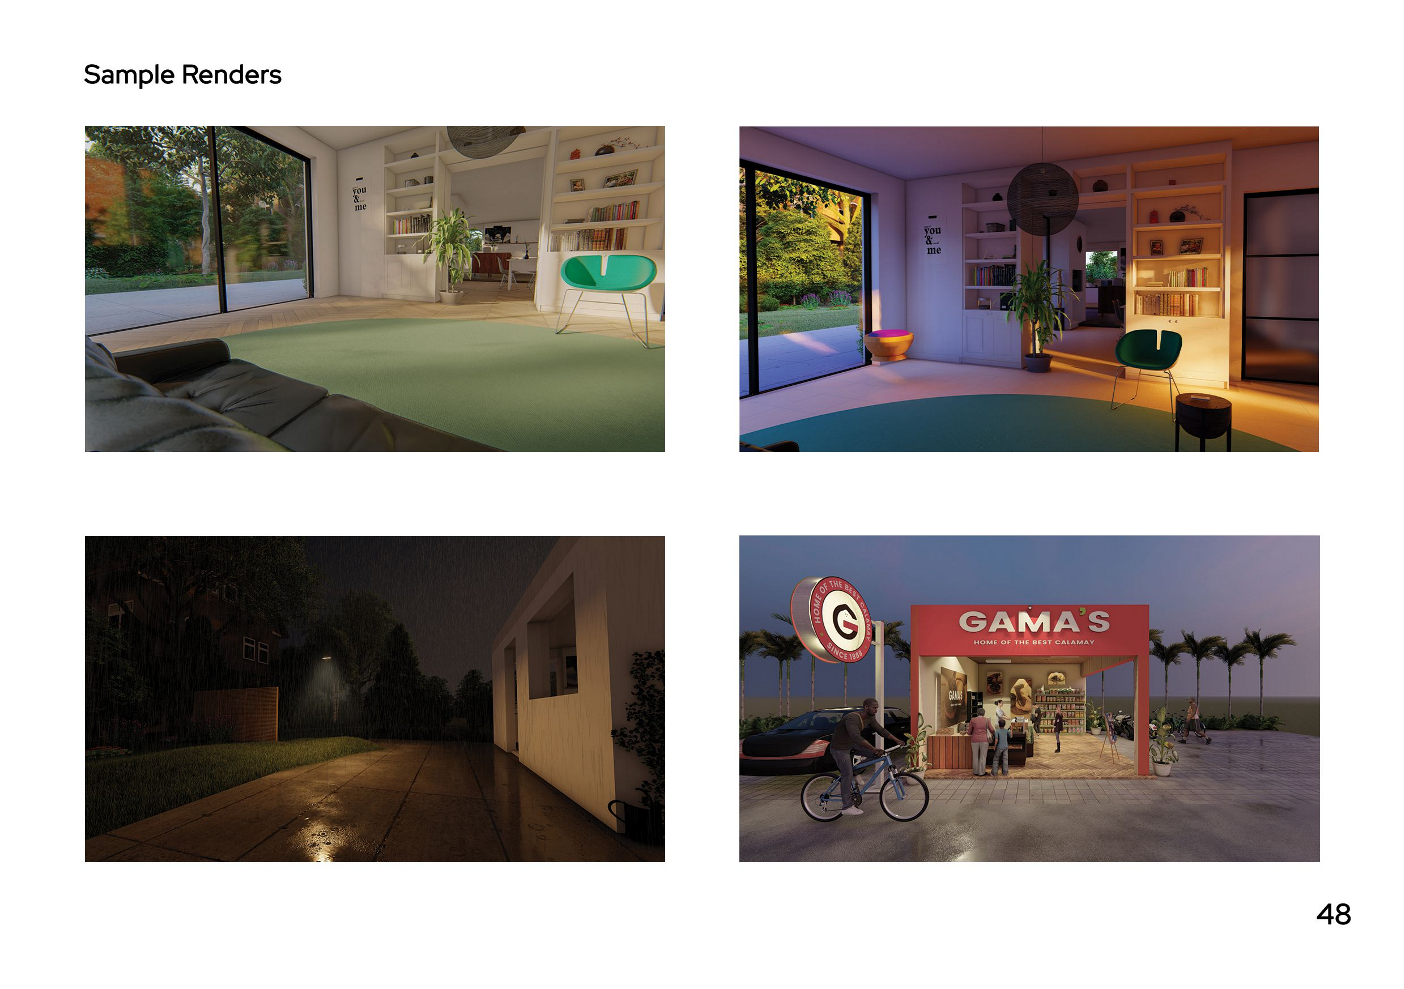 Sample Renders
you
&
me
you
&
me
HOME OF THE BEST CALAMAY
SINCE 1988
G
GAMA'S
HOME OF THE BEST CALAMAY
GAMA'S
48